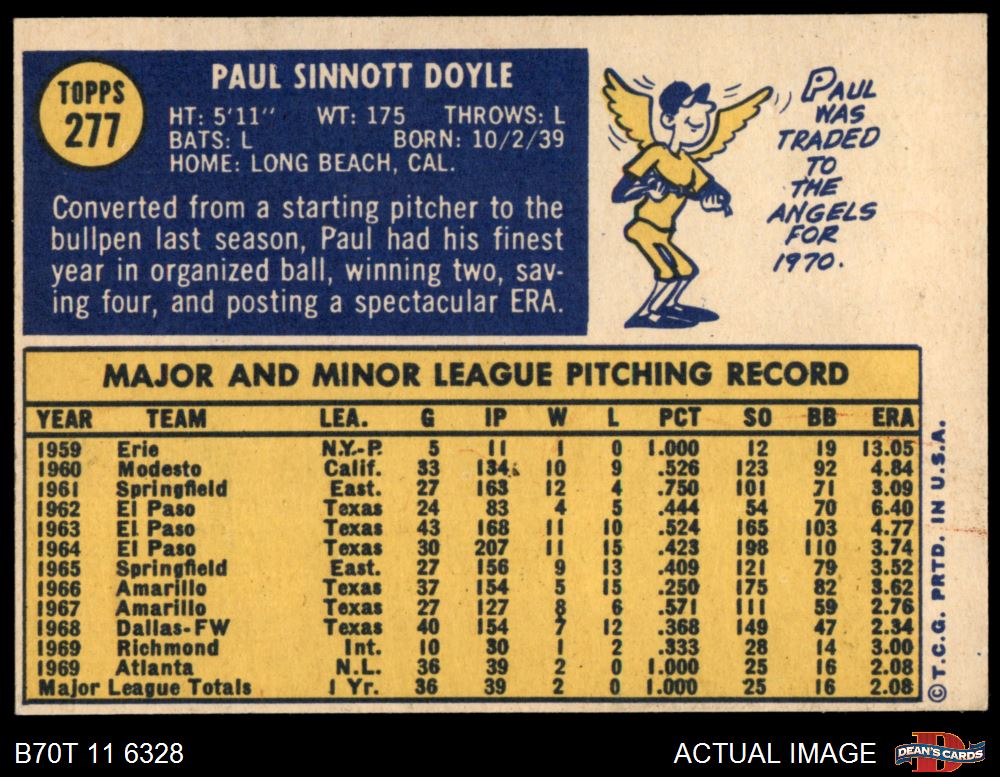 TOPPS
277
PAUL SINNOTT DOYLE
HT: 5'11" WT: 175 THROWS: L
BATS: L BORN: 10/2/39
HOME: LONG BEACH, CAL.
Converted from a starting pitcher to the
bullpen last season, Paul had his finest
year in organized ball, winning two, sav-
ing four, and posting a spectacular ERA.
PAUL
WAS
TRADED
TO
THE
ANGELS
FOR
1970.
MAJOR AND MINOR LEAGUE PITCHING RECORD
YEAR TEAM LEA. G IP W L PCT SO BB ERA
1959 Erie N.Y.-P. 5 11 1 0 1.000 12 19 13.05
1960 Modesto Calif. 33 134 10 9 .526 123 92 4.84
1961 Springfield East. 27 163 12 4 .750 101 71 3.09
1962 El Paso Texas 24 83 4 5 .444 54 70 6.40
1963 El Paso Texas 43 168 11 10 .524 165 103 4.77
1964 El Paso Texas 30 207 11 15 .423 198 110 3.74
1965 Springfield East. 27 156 9 13 .409 121 79 3.52
1966 Amarillo Texas 37 154 5 15 .250 175 82 3.62
1967 Amarillo Texas 27 127 8 6 .571 111 59 2.76
1968 Dallas-FW Texas 40 154 7 12 .368 149 47 2.34
1969 Richmond Int. 10 30 1 2 .333 28 14 3.00
1969 Atlanta N.L. 36 39 2 0 1.000 25 16 2.08
Major League Totals 1 Yr. 36 39 2 0 1.000 25 16 2.08
© T.C.G. PRTD. IN U.S.A.
B70T 11 6328
ACTUAL IMAGE
D
DEAN'S CARDS